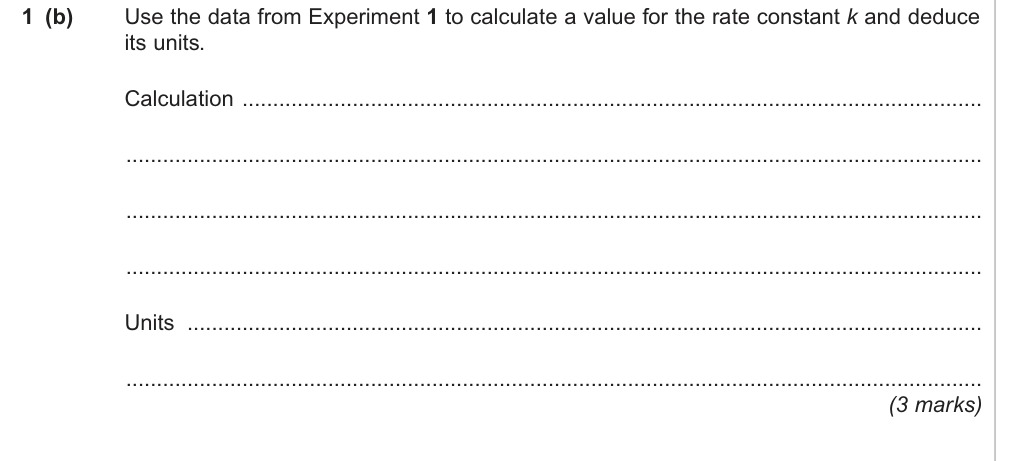 1 (b) Use the data from Experiment 1 to calculate a value for the rate constant k and deduce
its units.
Calculation ..........................................................................................................................
..............................................................................................................................................
..............................................................................................................................................
..............................................................................................................................................
Units ....................................................................................................................................
..............................................................................................................................................
(3 marks)